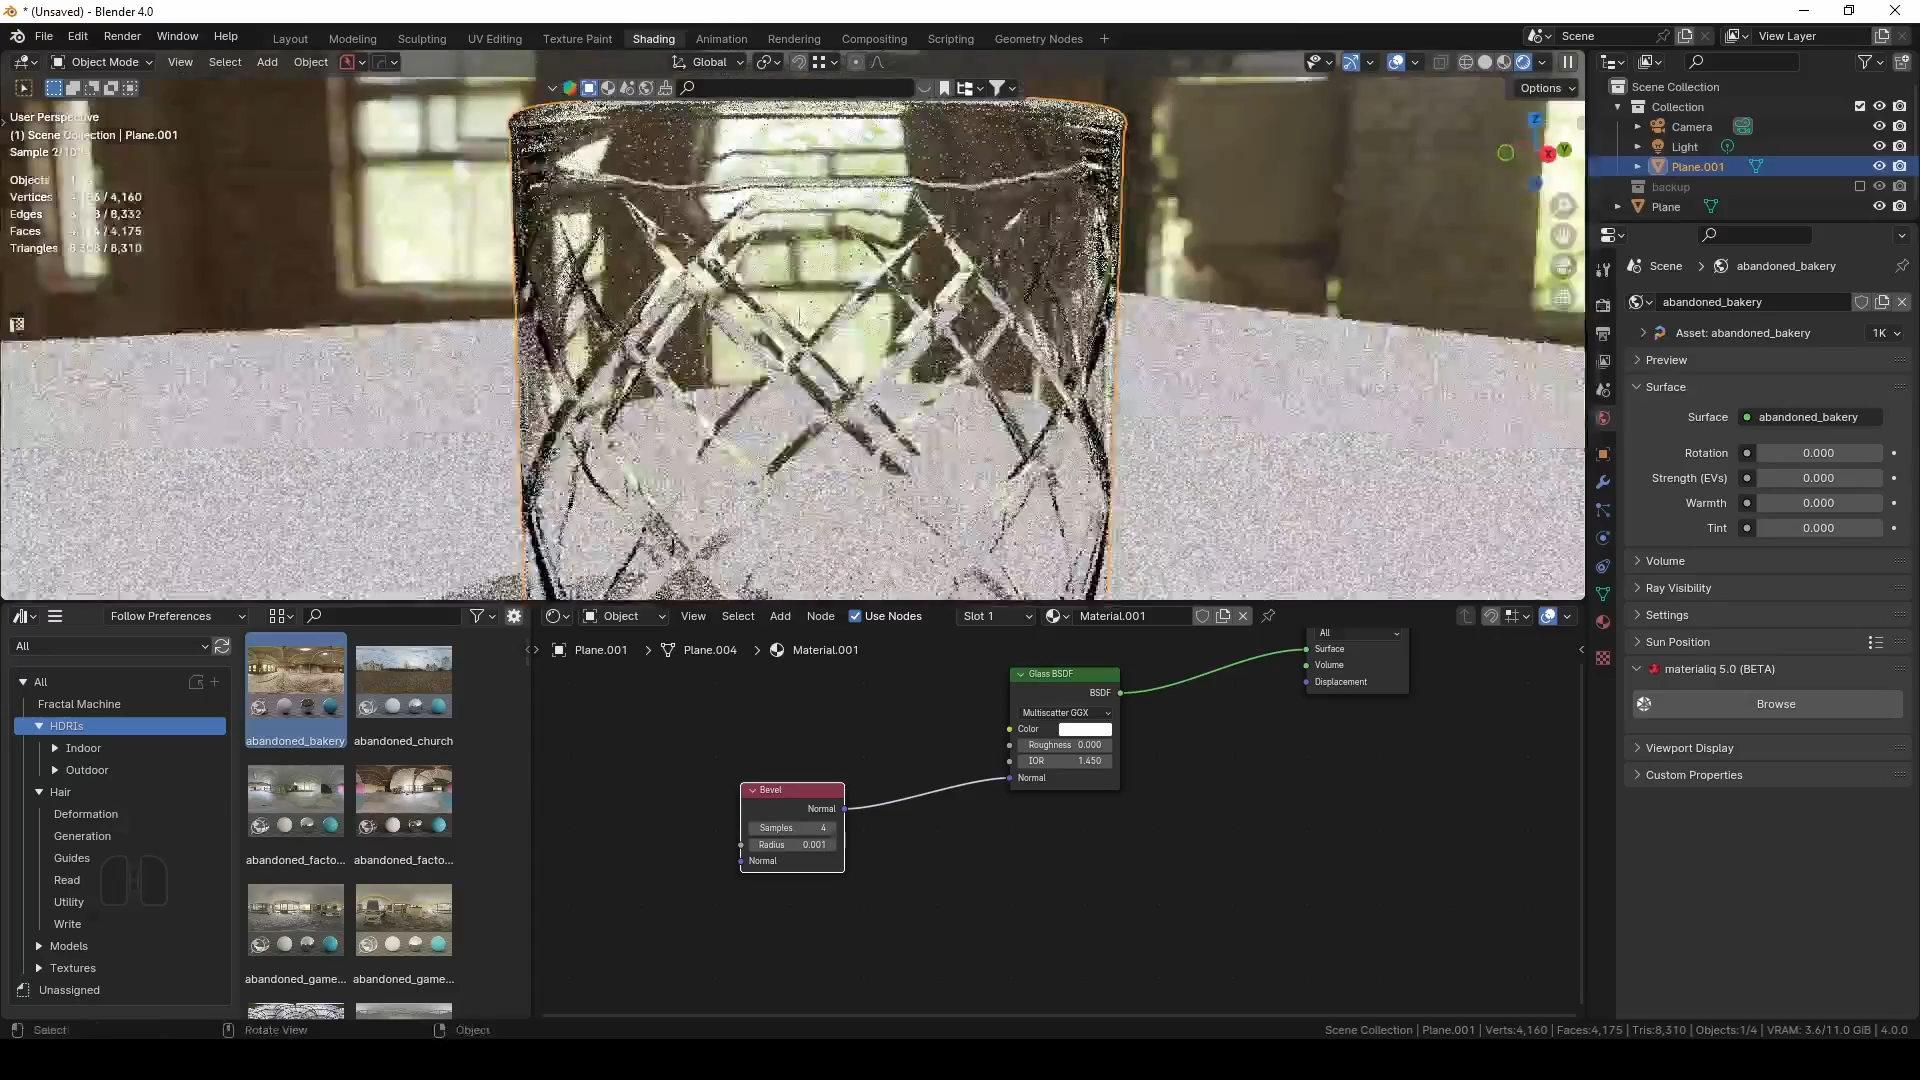 * (Unsaved) - Blender 4.0
File Edit Render Window Help
Layout Modeling Sculpting UV Editing Texture Paint Shading Animation Rendering Compositing Scripting Geometry Nodes +
Scene View Layer
Object Mode View Select Add Object Global
Options
User Perspective
(1) Scene Collection | Plane.001
Objects
Vertices / 4,160
Edges / 8,332
Faces / 4,175
Triangles / 8,310
Z
X
Y
Scene Collection
Collection
Camera
Light
Plane.001
backup
Plane
Scene > abandoned_bakery
abandoned_bakery
Asset: abandoned_bakery 1K
Preview
Surface
Surface abandoned_bakery
Rotation 0.000
Strength (EVs) 0.000
Warmth 0.000
Tint 0.000
Volume
Ray Visibility
Settings
Sun Position
materialiq 5.0 (BETA)
Browse
Viewport Display
Custom Properties
Follow Preferences
All
All
Fractal Machine
HDRIs
Indoor
Outdoor
Hair
Deformation
Generation
Guides
Read
Utility
Write
Models
Textures
Unassigned
abandoned_bakery
abandoned_church
abandoned_facto...
abandoned_facto...
abandoned_game...
abandoned_game...
Object View Select Add Node Use Nodes Slot 1 Material.001
Plane.001 > Plane.004 > Material.001
Bevel
Normal
Samples 4
Radius 0.001
Normal
Glass BSDF
BSDF
Multiscatter GGX
Color
Roughness 0.000
IOR 1.450
Normal
All
Surface
Volume
Displacement
Select Rotate View Object
Scene Collection | Plane.001 | Verts:4,160 | Faces:4,175 | Tris:8,310 | Objects:1/4 | VRAM: 3.6/11.0 GiB | 4.0.0